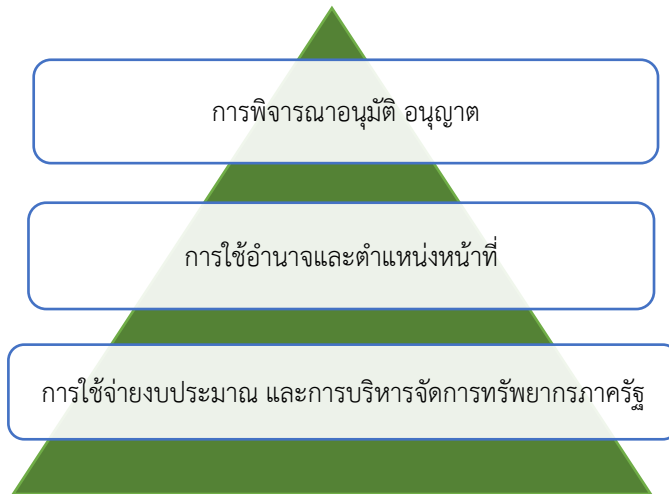 การพิจารณาอนุมัติ อนุญาต
การใช้อำนาจและตำแหน่งหน้าที่
การใช้จ่ายงบประมาณ และการบริหารจัดการทรัพยากรภาครัฐ